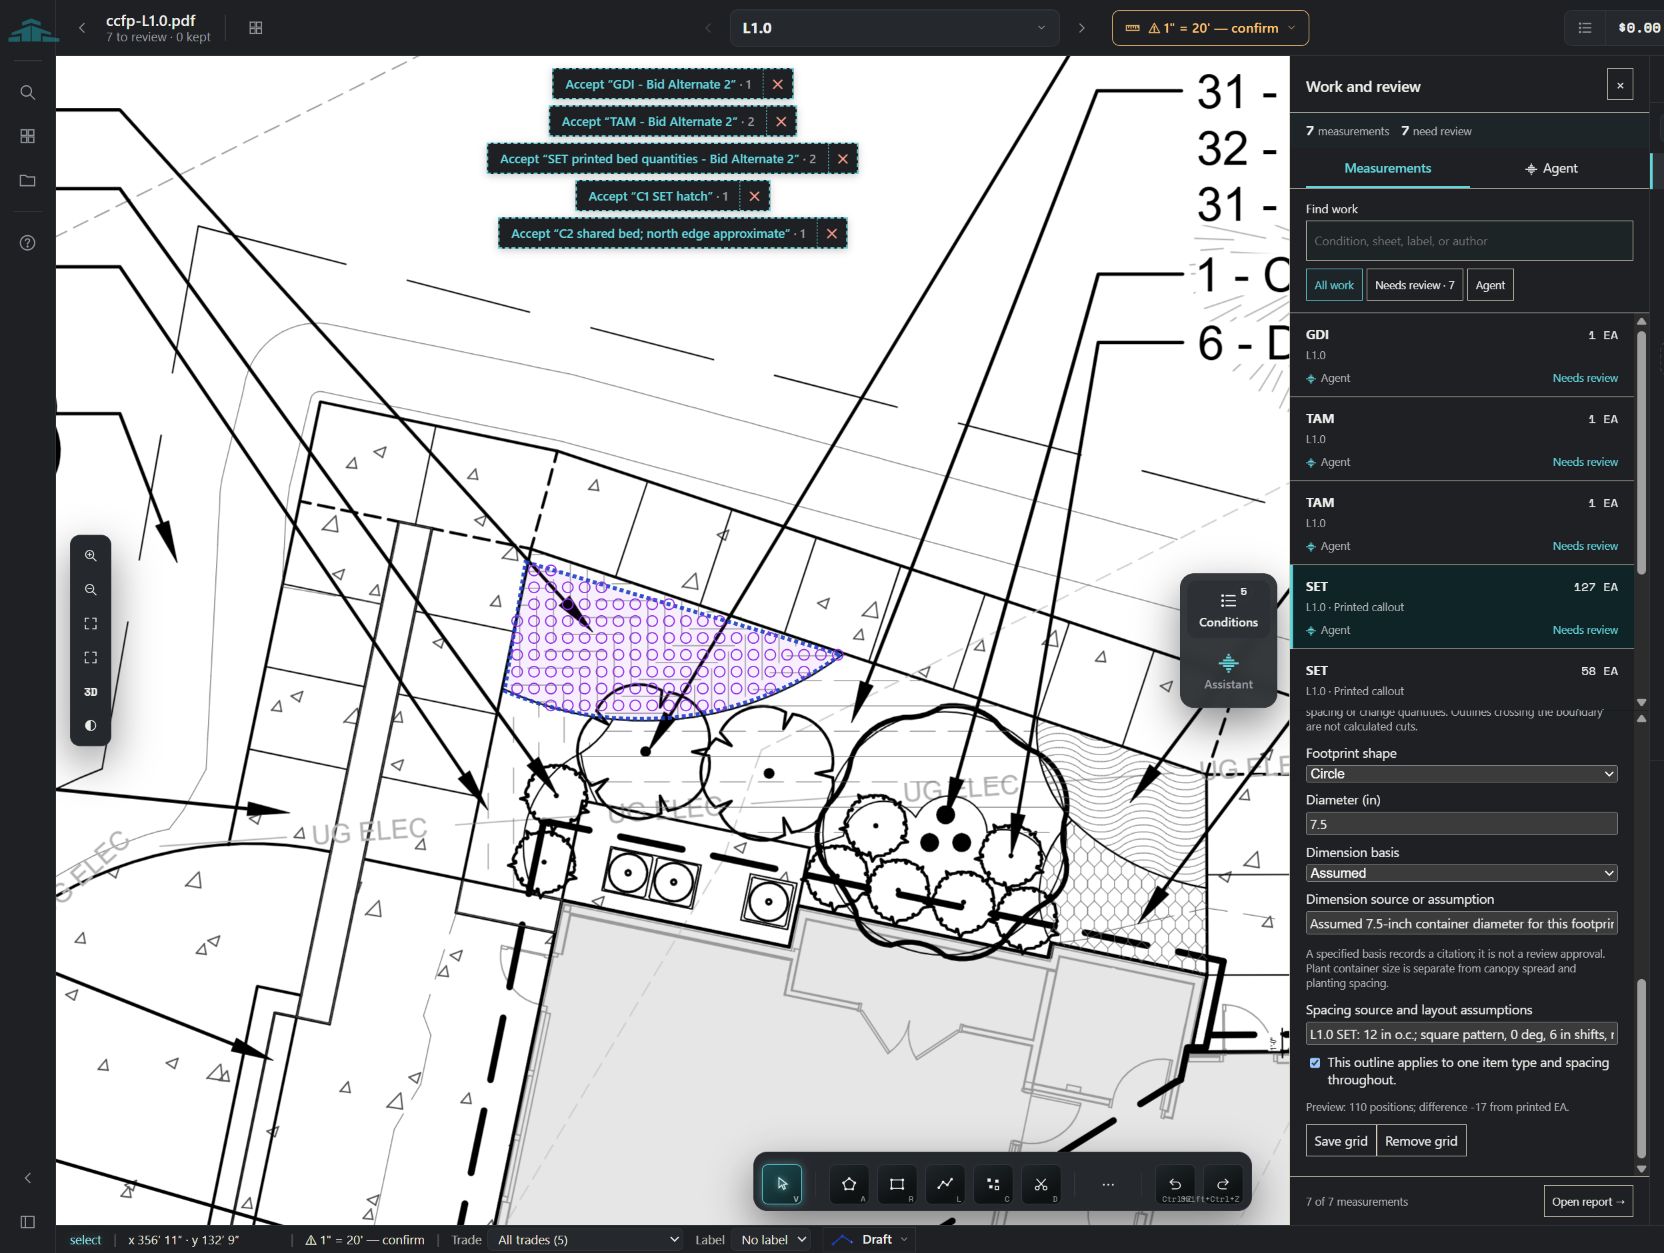 ccfp-L1.0.pdf
7 to review · 0 kept
L1.0
⚠ 1" = 20' — confirm
$0.00
Accept “GDI - Bid Alternate 2” · 1
Accept “TAM - Bid Alternate 2” · 2
Accept “SET printed bed quantities - Bid Alternate 2” · 2
Accept “C1 SET hatch” · 1
Accept “C2 shared bed; north edge approximate” · 1
31 -
32 -
31 -
1 - C
6 - D
UG ELEC
UG ELEC
UG ELEC
UG ELE
G ELEC
3D
5
Conditions
Assistant
V
A
R
L
C
D
Work and review
7 measurements 7 need review
Measurements
Agent
Find work
Condition, sheet, label, or author
All work
Needs review · 7
Agent
GDI 1 EA
L1.0
Agent Needs review
TAM 1 EA
L1.0
Agent Needs review
TAM 1 EA
L1.0
Agent Needs review
SET 127 EA
L1.0 · Printed callout
Agent Needs review
SET 58 EA
L1.0 · Printed callout
spacing or change quantities. Outlines crossing the boundary
are not calculated cuts.
Footprint shape
Circle
Diameter (in)
7.5
Dimension basis
Assumed
Dimension source or assumption
Assumed 7.5-inch container diameter for this footprin
A specified basis records a citation; it is not a review approval.
Plant container size is separate from canopy spread and
planting spacing.
Spacing source and layout assumptions
L1.0 SET: 12 in o.c.; square pattern, 0 deg, 6 in shifts, r
This outline applies to one item type and spacing
throughout.
Preview: 110 positions; difference -17 from printed EA.
Save grid
Remove grid
7 of 7 measurements
Open report →
select
x 356' 11" · y 132' 9"
⚠ 1" = 20' — confirm
Trade
All trades (5)
Label
No label
Draft